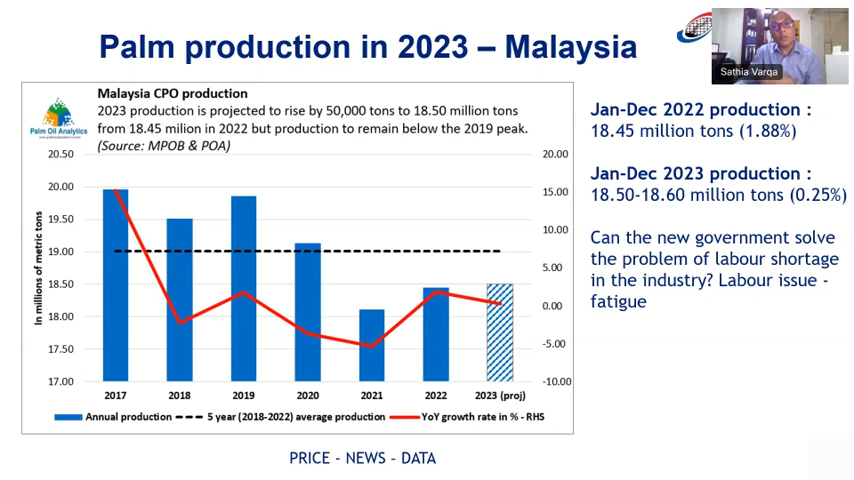 Palm production in 2023 – Malaysia
Sathia Varqa
Malaysia CPO production
2023 production is projected to rise by 50,000 tons to 18.50 million tons
from 18.45 milion in 2022 but production to remain below the 2019 peak.
(Source: MPOB & POA)
Palm Oil Analytics
20.50
20.00
19.50
19.00
18.50
18.00
17.50
17.00
In millions of metric tons
20.00
15.00
10.00
5.00
0.00
-5.00
-10.00
2017 2018 2019 2020 2021 2022 2023 (proj)
Annual production 5 year (2018-2022) average production YoY growth rate in % - RHS
Jan-Dec 2022 production :
18.45 million tons (1.88%)
Jan-Dec 2023 production :
18.50-18.60 million tons (0.25%)
Can the new government solve
the problem of labour shortage
in the industry? Labour issue -
fatigue
PRICE - NEWS - DATA